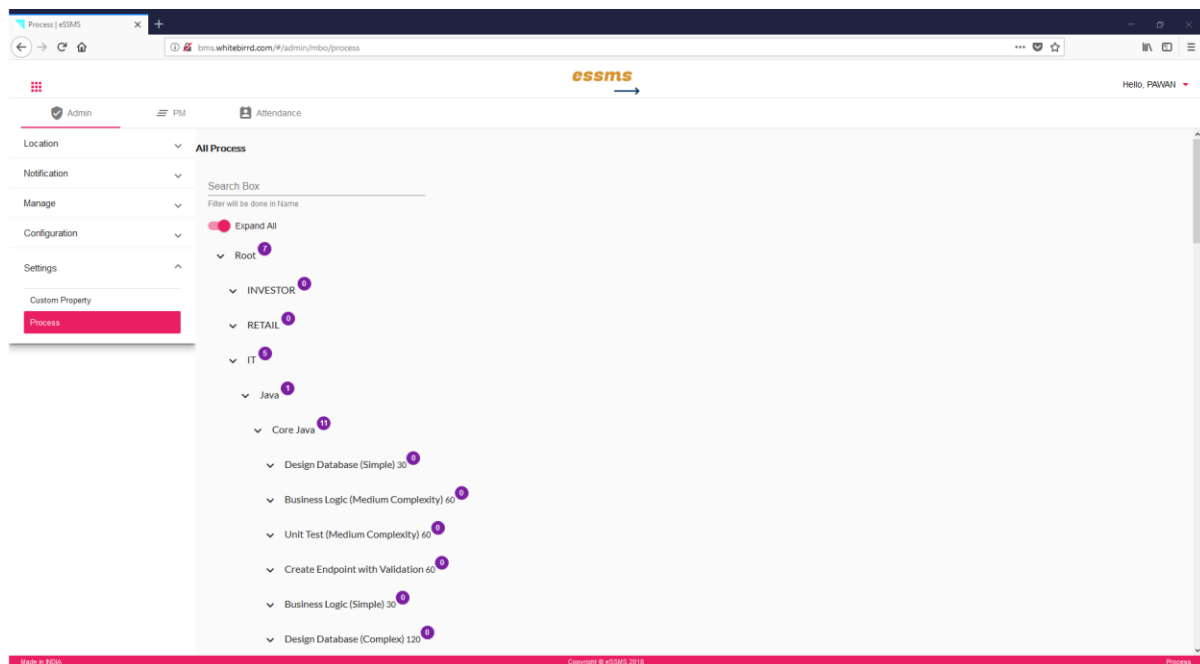 Process | eSSMS
bms.whitebirrd.com/#/admin/mbo/process
essms
Hello, PAWAN
Admin
PM
Attendance
Location
Notification
Manage
Configuration
Settings
Custom Property
Process
All Process
Search Box
Filter will be done in Name
Expand All
Root 7
INVESTOR 0
RETAIL 0
IT 5
Java 1
Core Java 11
Design Database (Simple) 30 0
Business Logic (Medium Complexity) 60 0
Unit Test (Medium Complexity) 60 0
Create Endpoint with Validation 60 0
Business Logic (Simple) 30 0
Design Database (Complex) 120 0
Made in INDIA
Copyright © eSSMS 2018
Process